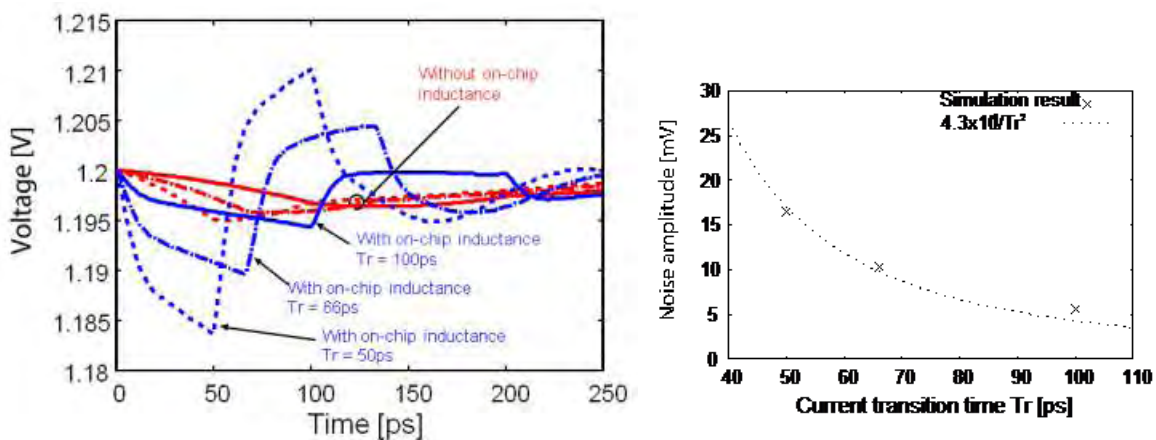 1.215
1.21
1.205
1.2
1.195
1.19
1.185
1.18
Voltage [V]
0
50
100
150
200
250
Time [ps]
Without on-chip
inductance
With on-chip inductance
Tr = 100ps
With on-chip inductance
Tr = 66ps
With on-chip inductance
Tr = 50ps
30
25
20
15
10
5
0
Noise amplitude [mV]
Simulation result
/Tr²
40
50
60
70
80
90
100
110
Current transition time Tr [ps]